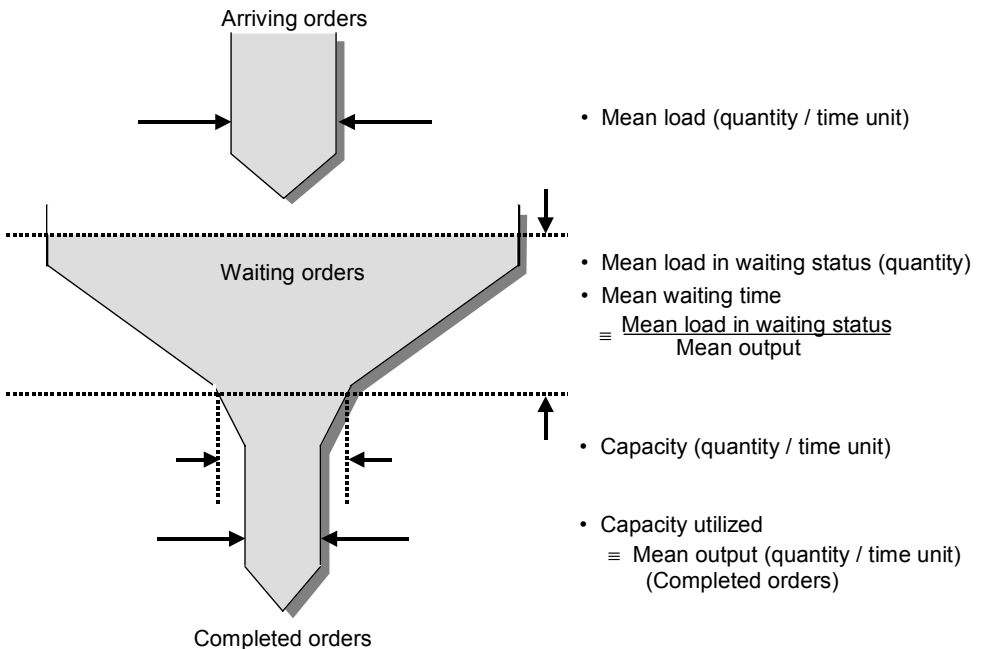 Arriving orders
• Mean load (quantity / time unit)
Waiting orders
• Mean load in waiting status (quantity)
• Mean waiting time
≡ Mean load in waiting status
Mean output
• Capacity (quantity / time unit)
• Capacity utilized
≡ Mean output (quantity / time unit)
(Completed orders)
Completed orders